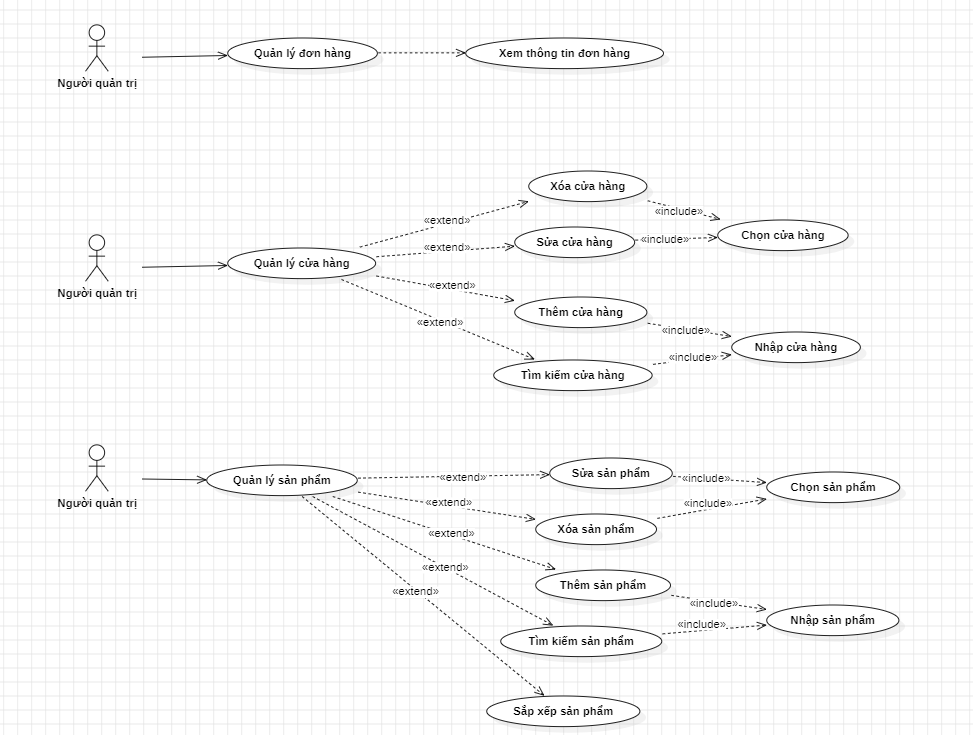 Quản lý đơn hàng
Xem thông tin đơn hàng
Người quản trị
Xóa cửa hàng
«extend»
«include»
Sửa cửa hàng
«extend»
«include»
Chọn cửa hàng
Quản lý cửa hàng
Người quản trị
«extend»
Thêm cửa hàng
«extend»
«include»
Nhập cửa hàng
«include»
Tìm kiếm cửa hàng
Quản lý sản phẩm
Người quản trị
«extend»
Sửa sản phẩm
«include»
Chọn sản phẩm
«extend»
«include»
Xóa sản phẩm
«extend»
«extend»
Thêm sản phẩm
«extend»
«include»
Nhập sản phẩm
«include»
Tìm kiếm sản phẩm
Sắp xếp sản phẩm